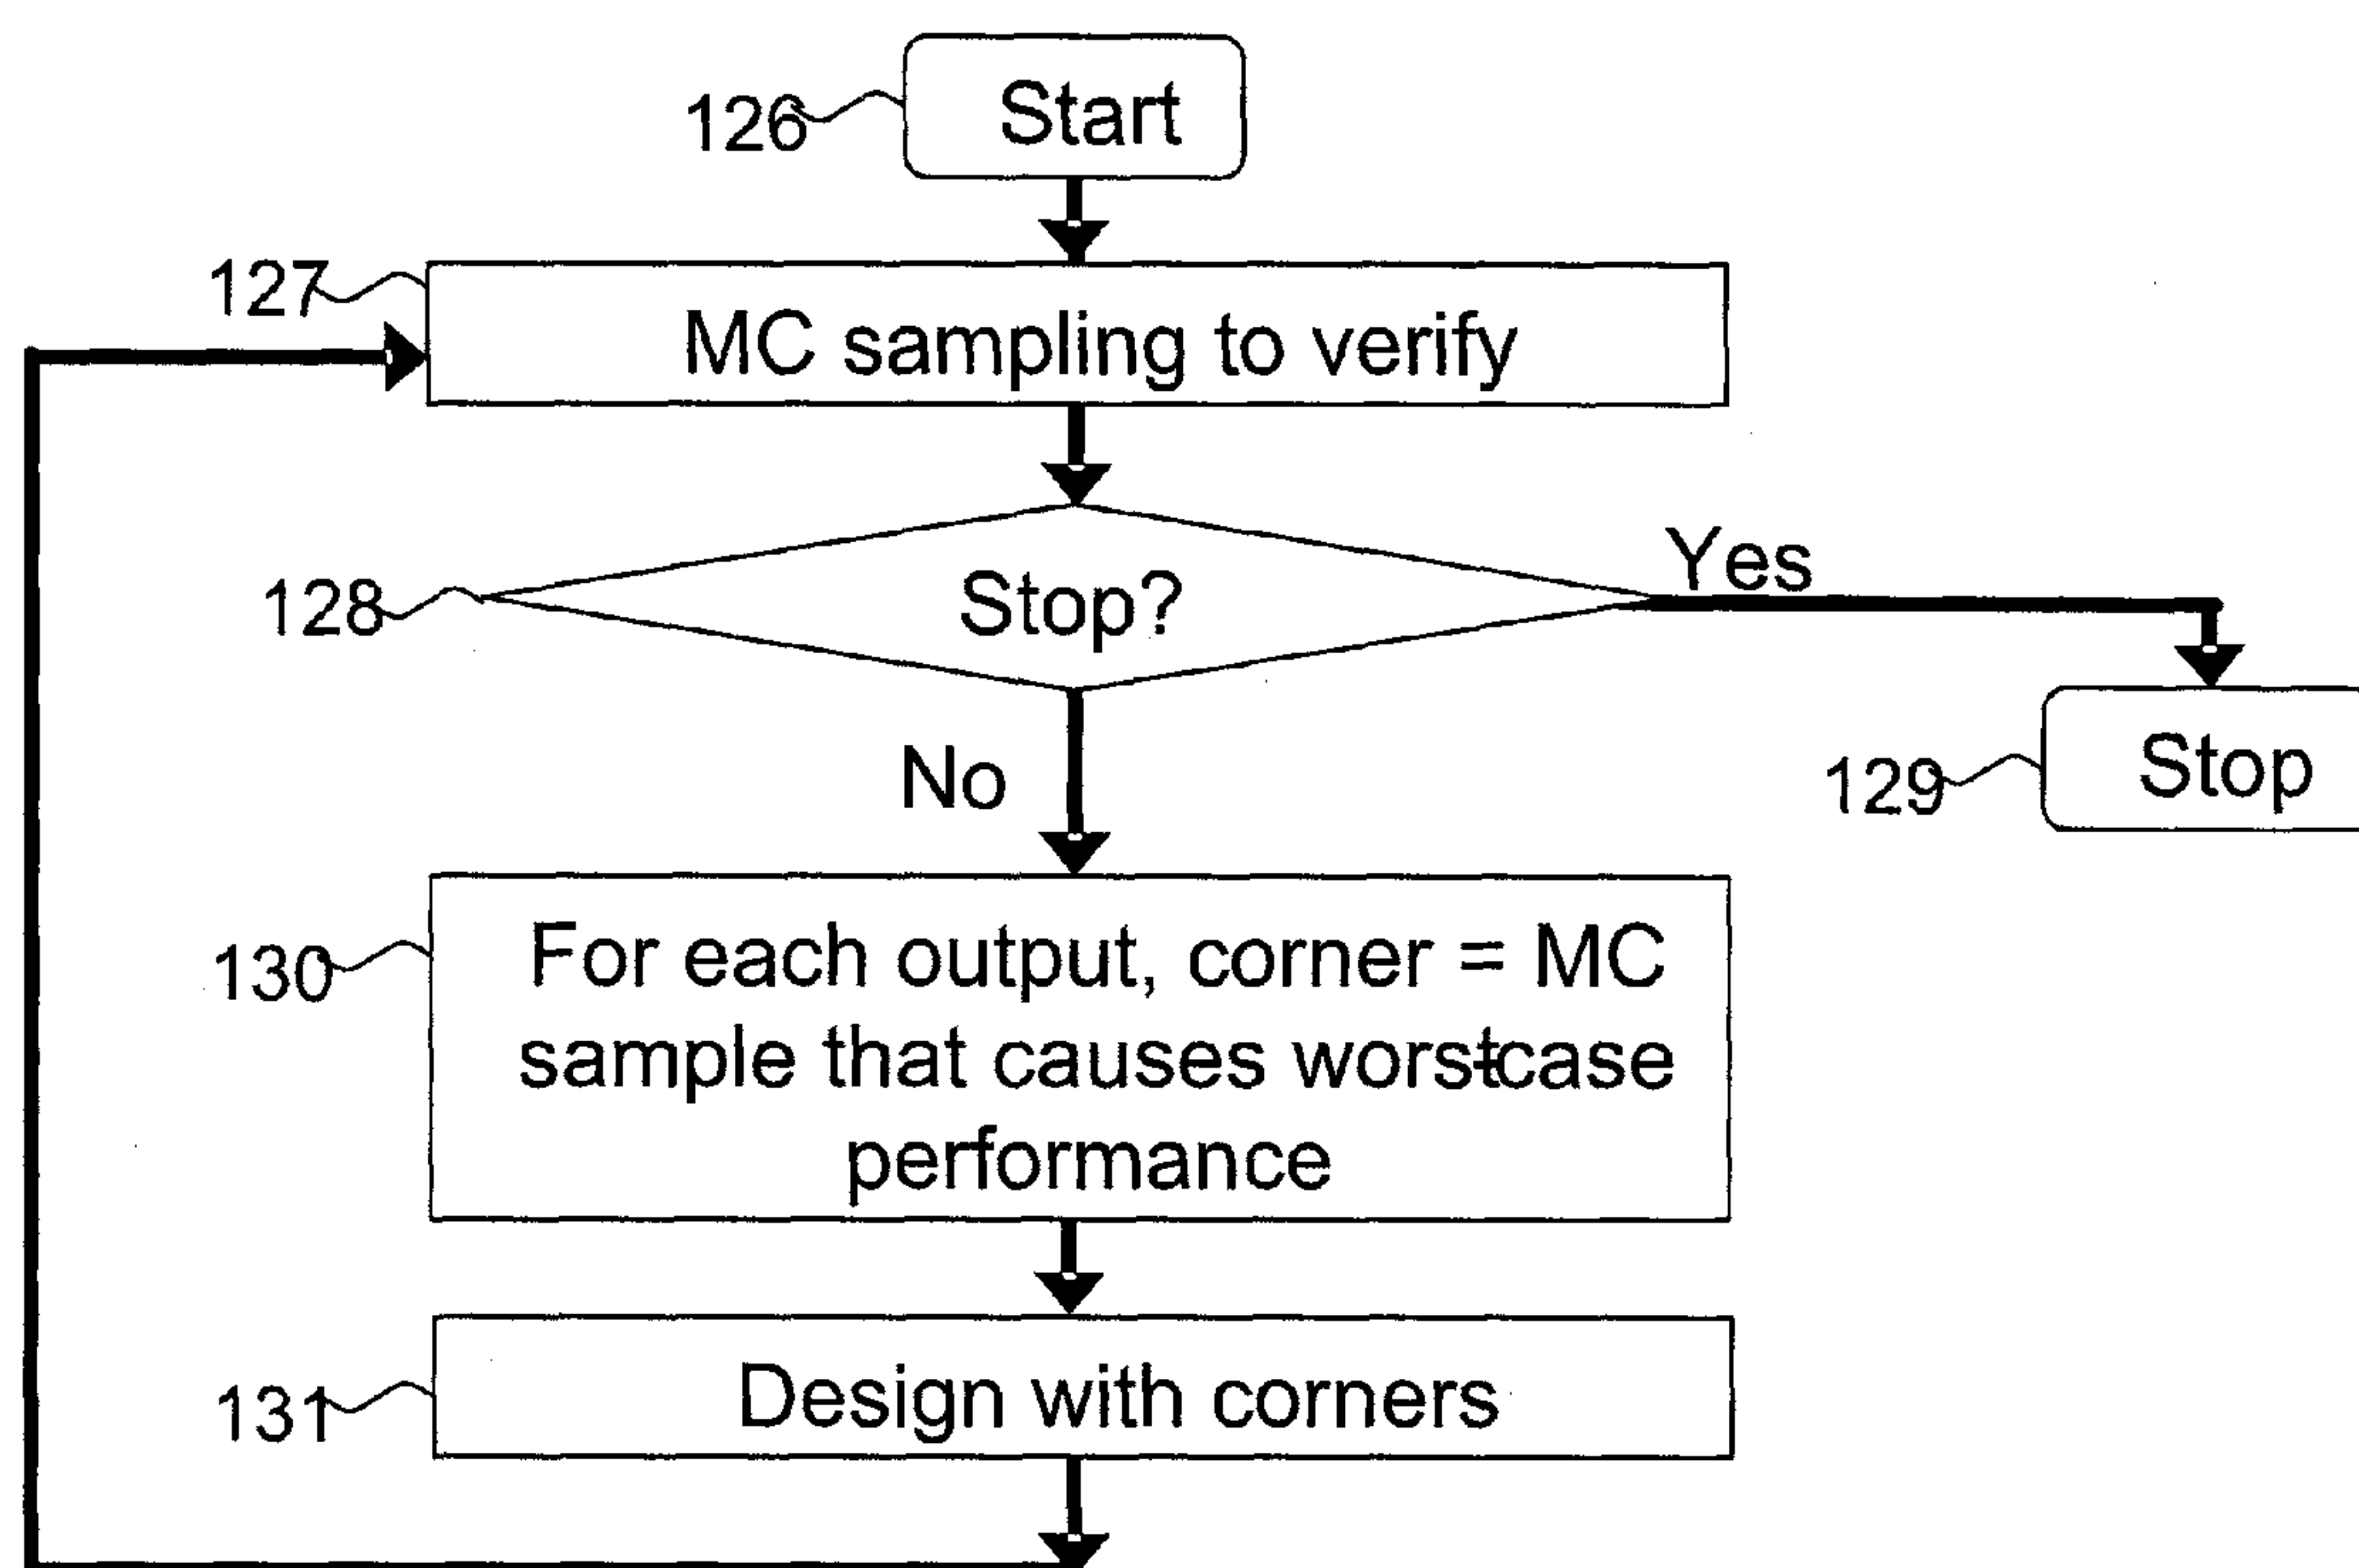 126
Start
127
MC sampling to verify
128
Stop?
Yes
No
129
Stop
130
For each output, corner = MC
sample that causes worst-case
performance
131
Design with corners